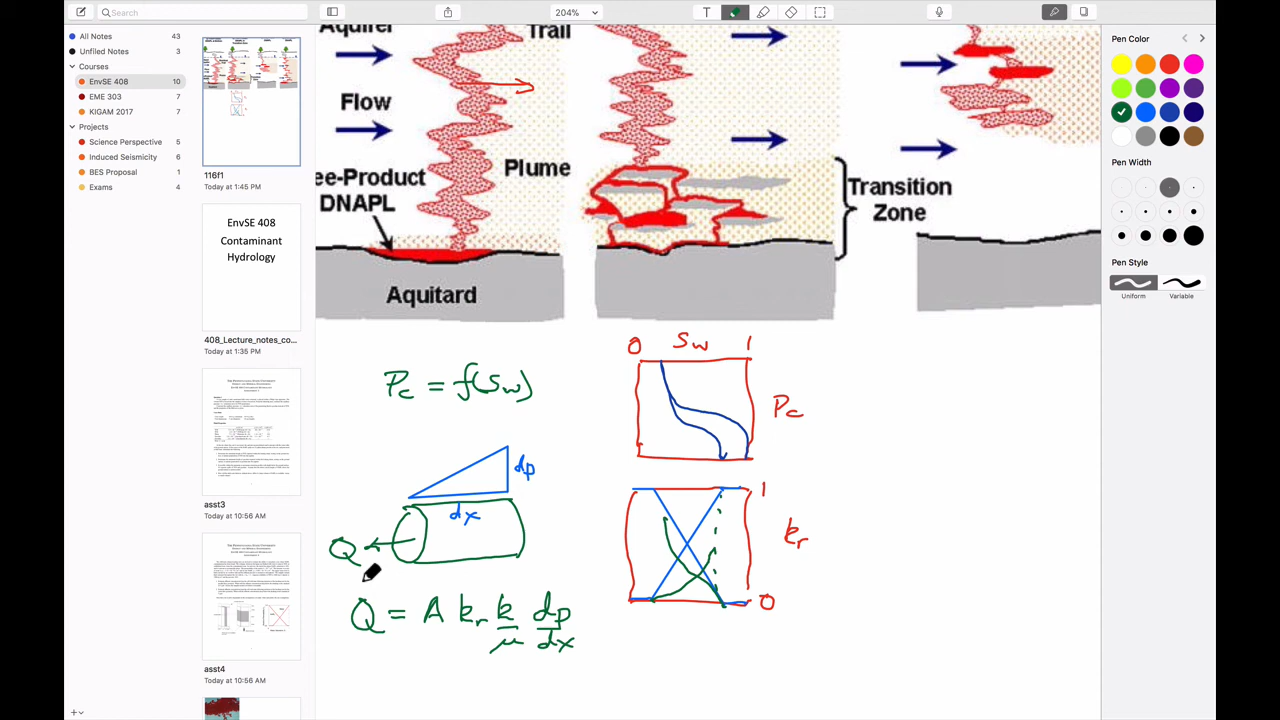 Search
204%
T
All Notes 43
Unfiled Notes 3
Courses
EnvSE 408 10
EME 303 7
KIGAM 2017 7
Projects
Science Perspective 5
Induced Seismicity 6
BES Proposal 1
Exams 4
116f1
Today at 1:45 PM
EnvSE 408
Contaminant
Hydrology
408_Lecture_notes_co...
Today at 1:35 PM
asst3
Today at 10:56 AM
asst4
Today at 10:56 AM
Aquifer
Trail
Flow
Plume
ee-Product
DNAPL
Aquitard
Transition
Zone
Pc = f(Sw)
dp
dx
Q
Q = A kr k/μ dp/dx
0 Sw 1
Pc
1
kr
0
Pen Color
Pen Width
Pen Style
Uniform
Variable